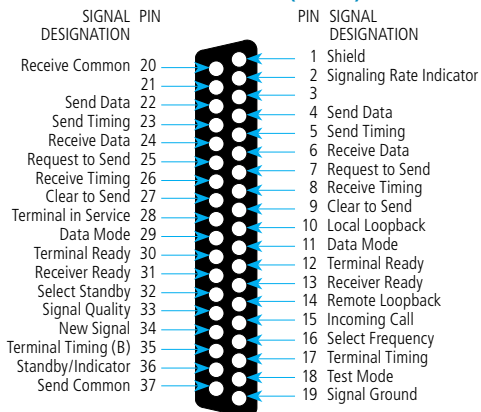 SIGNAL PIN
DESIGNATION
Receive Common 20
21
Send Data 22
Send Timing 23
Receive Data 24
Request to Send 25
Receive Timing 26
Clear to Send 27
Terminal in Service 28
Data Mode 29
Terminal Ready 30
Receiver Ready 31
Select Standby 32
Signal Quality 33
New Signal 34
Terminal Timing (B) 35
Standby/Indicator 36
Send Common 37
PIN SIGNAL
DESIGNATION
1 Shield
2 Signaling Rate Indicator
3
4 Send Data
5 Send Timing
6 Receive Data
7 Request to Send
8 Receive Timing
9 Clear to Send
10 Local Loopback
11 Data Mode
12 Terminal Ready
13 Receiver Ready
14 Remote Loopback
15 Incoming Call
16 Select Frequency
17 Terminal Timing
18 Test Mode
19 Signal Ground